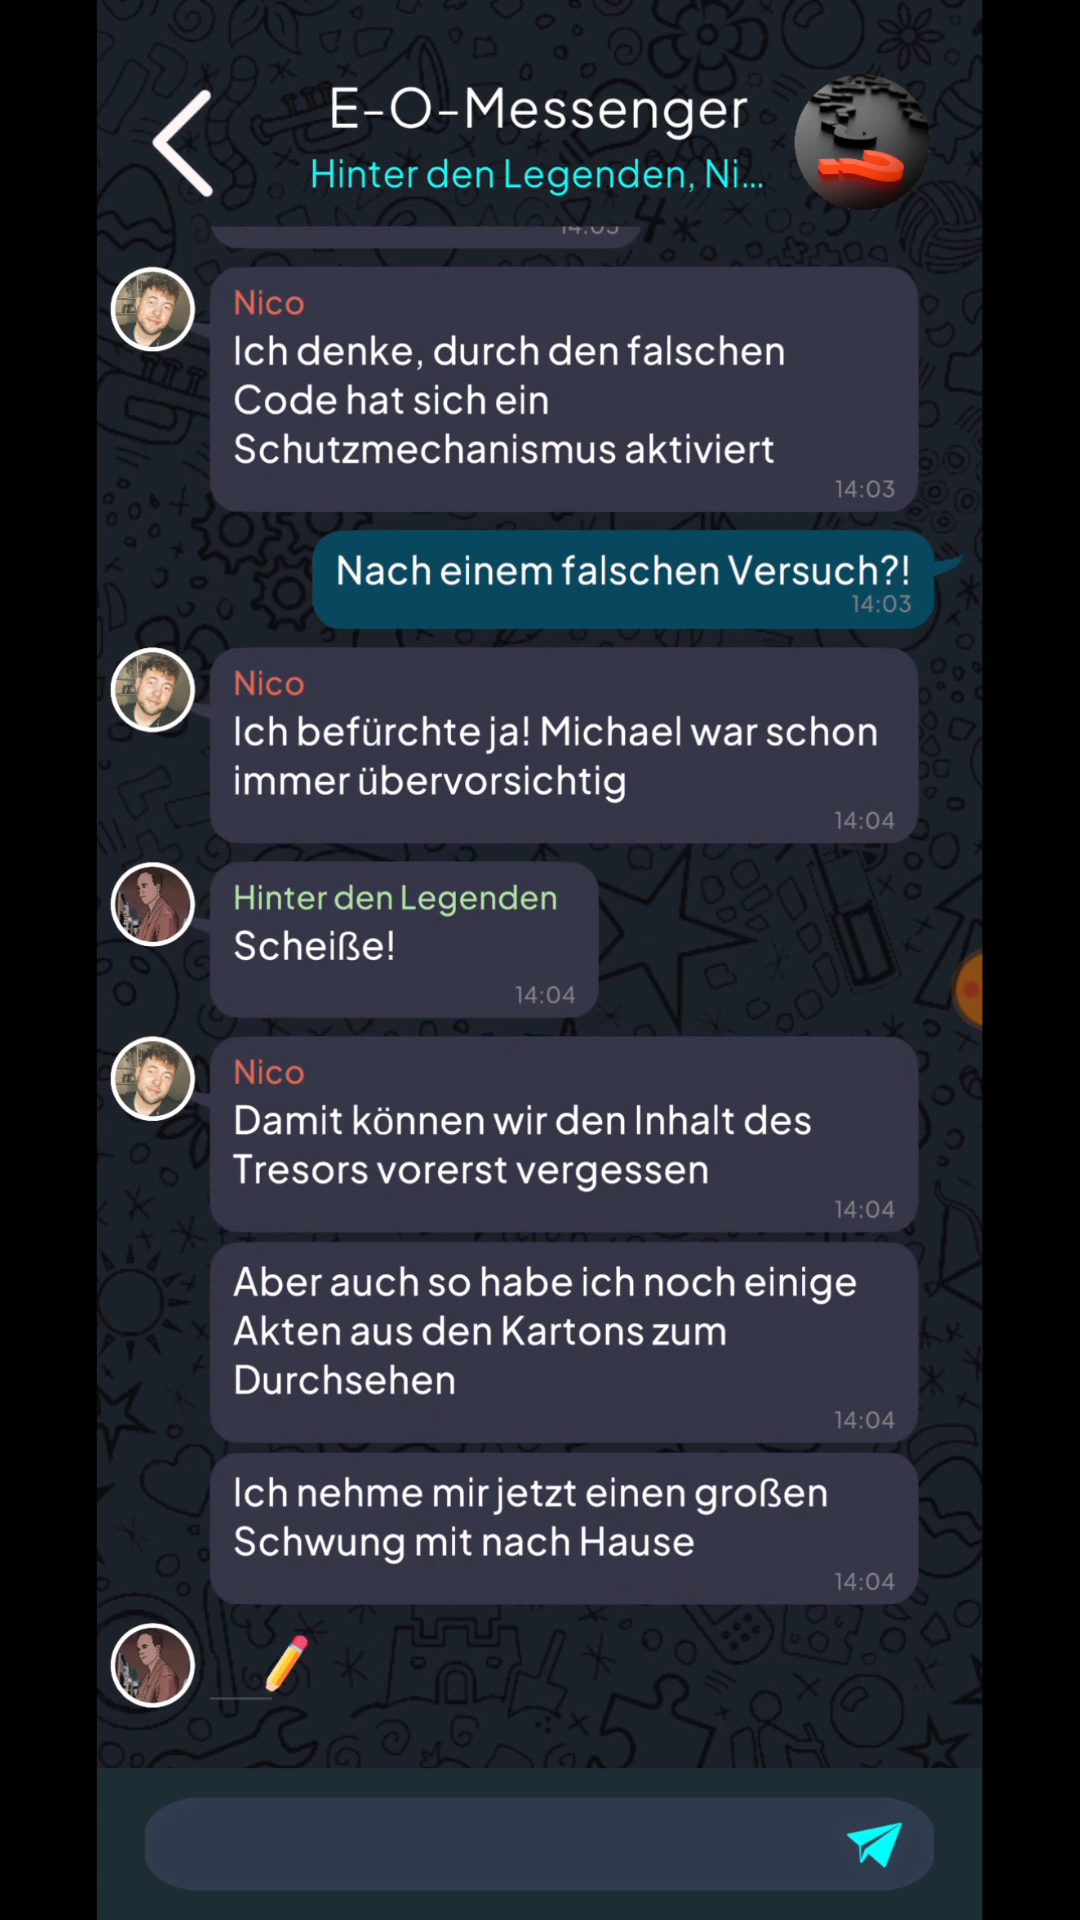 E-O-Messenger
Hinter den Legenden, Ni...
14:03
Nico
Ich denke, durch den falschen
Code hat sich ein
Schutzmechanismus aktiviert
14:03
Nach einem falschen Versuch?!
14:03
Nico
Ich befürchte ja! Michael war schon
immer übervorsichtig
14:04
Hinter den Legenden
Scheiße!
14:04
Nico
Damit können wir den Inhalt des
Tresors vorerst vergessen
14:04
Aber auch so habe ich noch einige
Akten aus den Kartons zum
Durchsehen
14:04
Ich nehme mir jetzt einen großen
Schwung mit nach Hause
14:04